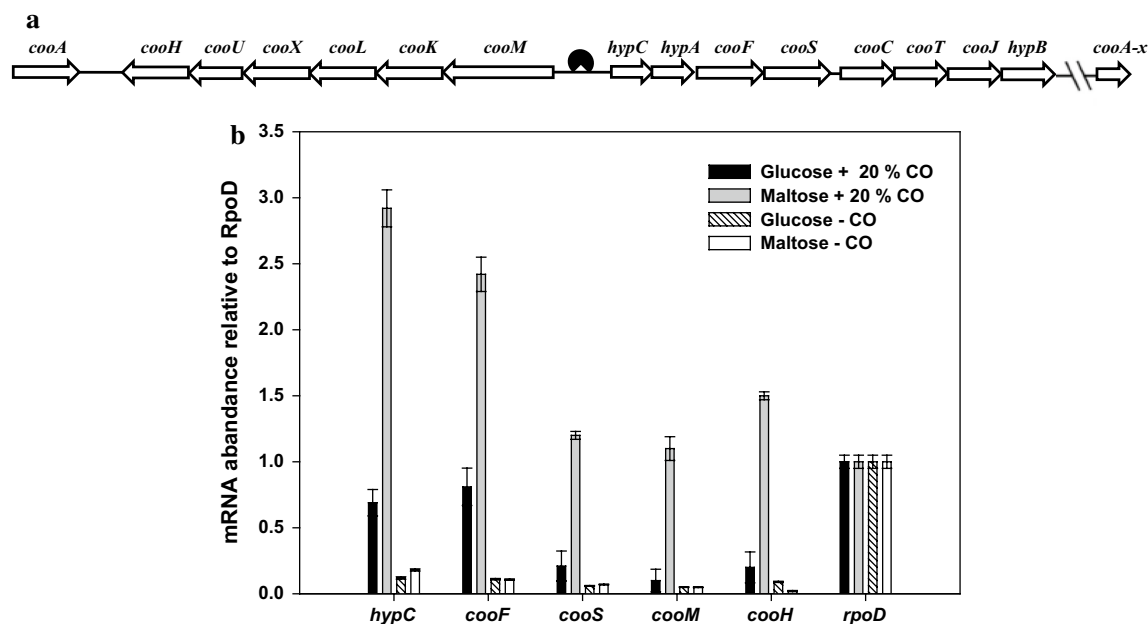 a
cooA cooH cooU cooX cooL cooK cooM hypC hypA cooF cooS cooC cooT cooJ hypB cooA-x
b
mRNA abandance relative to RpoD
3.5
3.0
2.5
2.0
1.5
1.0
0.5
0.0
Glucose + 20 % CO
Maltose + 20 % CO
Glucose - CO
Maltose - CO
hypC cooF cooS cooM cooH rpoD